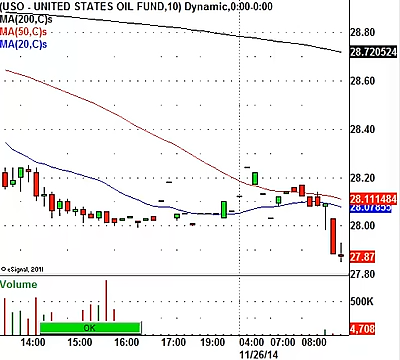 (USO - UNITED STATES OIL FUND,10) Dynamic,0:00-0:00
MA(200,C)s
MA(50,C)s
MA(20,C)s
28.80
28.720524
28.60
28.40
28.20
28.111484
28.00
27.87
27.80
© eSignal, 2011
Volume
500K
4,708
OK
14:00 15:00 16:00 17:00 19:00 04:00 07:00 08:00
11/26/14